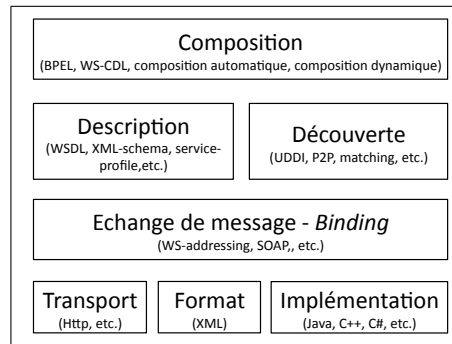 Composition
(BPEL, WS-CDL, composition automatique, composition dynamique)
Description
(WSDL, XML-schema, service-
profile,etc.)
Découverte
(UDDI, P2P, matching, etc.)
Echange de message - Binding
(WS-addressing, SOAP,, etc.)
Transport
(Http, etc.)
Format
(XML)
Implémentation
(Java, C++, C#, etc.)